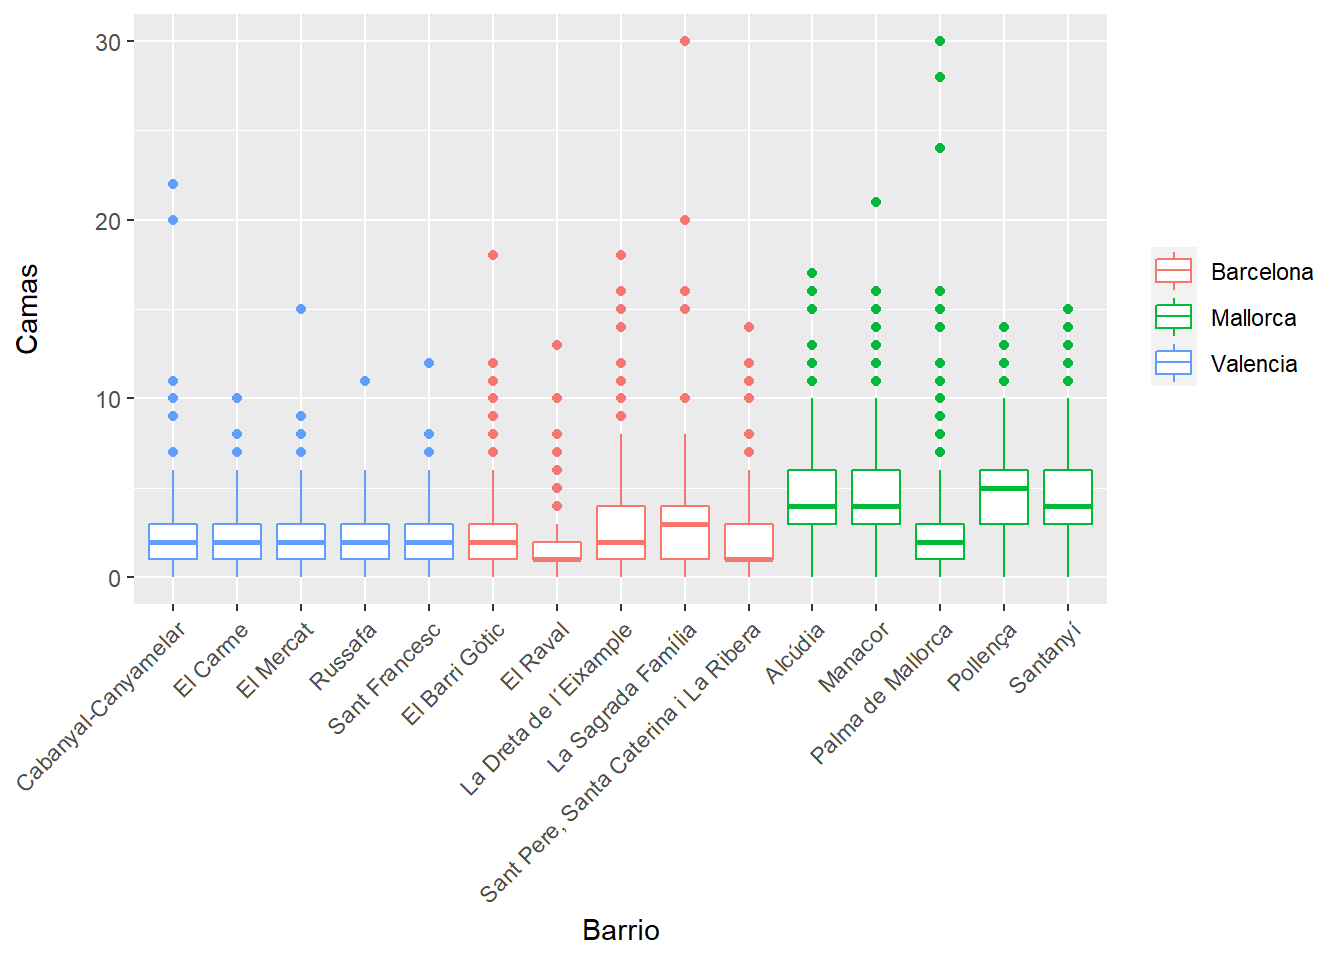 30
20
10
0
Camas
Cabanyal-Canyamelar
El Carme
El Mercat
Russafa
Sant Francesc
El Barri Gòtic
El Raval
La Dreta de l´Eixample
La Sagrada Família
Sant Pere, Santa Caterina i La Ribera
Alcúdia
Manacor
Palma de Mallorca
Pollença
Santanyí
Barrio
Barcelona
Mallorca
Valencia